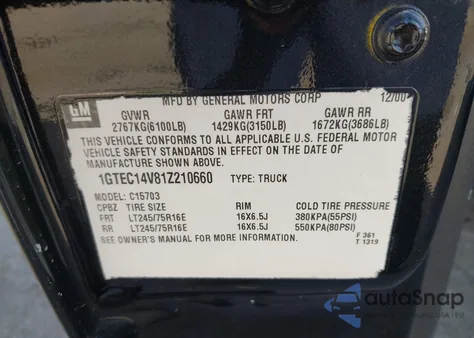 GM
MFD BY GENERAL MOTORS CORP 12/00
GVWR GAWR FRT GAWR RR
2767KG(6100LB) 1429KG(3150LB) 1672KG(3686LB)
THIS VEHICLE CONFORMS TO ALL APPLICABLE U.S. FEDERAL MOTOR
VEHICLE SAFETY STANDARDS IN EFFECT ON THE DATE OF
MANUFACTURE SHOWN ABOVE.
1GTEC14V81Z210660 TYPE: TRUCK
MODEL: C15703
CPBZ TIRE SIZE RIM COLD TIRE PRESSURE
FRT LT245/75R16E 16X6.5J 380KPA(55PSI)
RR LT245/75R16E 16X6.5J 550KPA(80PSI)
SEE OWNER'S MANUAL FOR MORE INFORMATION.
F 361
T 1319
autoSnap